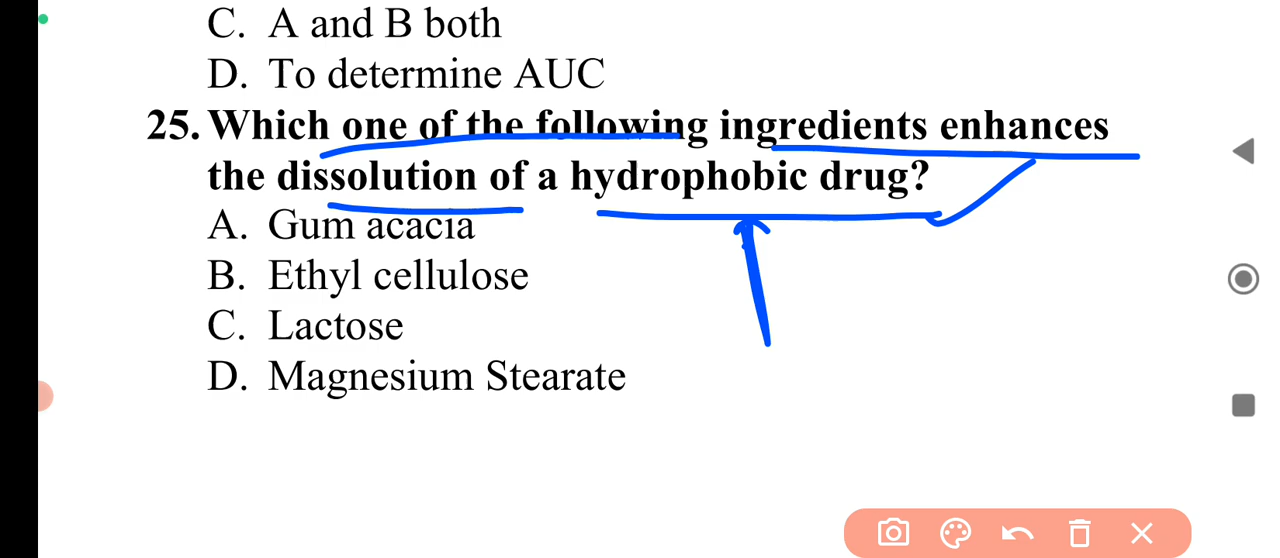 C. A and B both
D. To determine AUC
25. Which one of the following ingredients enhances
the dissolution of a hydrophobic drug?
A. Gum acacia
B. Ethyl cellulose
C. Lactose
D. Magnesium Stearate